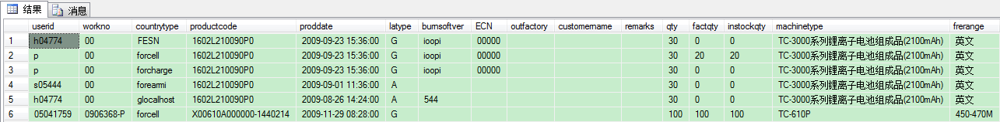 结果 消息
userid workno countrytype productcode proddate latype burnsoftver ECN outfactory customername remarks qty factqty instockqty machinetype frerange
1 h04774 00 FESN 1602L210090P0 2009-09-23 15:36:00 G ioopi 00000 30 0 0 TC-3000系列锂离子电池组成品(2100mAh) 英文
2 p 00 forcell 1602L210090P0 2009-09-23 15:36:00 G ioopi 00000 30 20 20 TC-3000系列锂离子电池组成品(2100mAh) 英文
3 p 00 forcharge 1602L210090P0 2009-09-23 15:36:00 G ioopi 00000 30 0 0 TC-3000系列锂离子电池组成品(2100mAh) 英文
4 s05444 00 foreami 1602L210090P0 2009-09-01 11:36:00 A 30 0 0 TC-3000系列锂离子电池组成品(2100mAh) 英文
5 h04774 00 glocalhost 1602L210090P0 2009-08-26 14:24:00 A 544 30 0 0 TC-3000系列锂离子电池组成品(2100mAh) 英文
6 05041759 0906368-P forcell X00610A000000-1440214 2009-11-29 08:28:00 G 100 100 100 TC-610P 450-470M